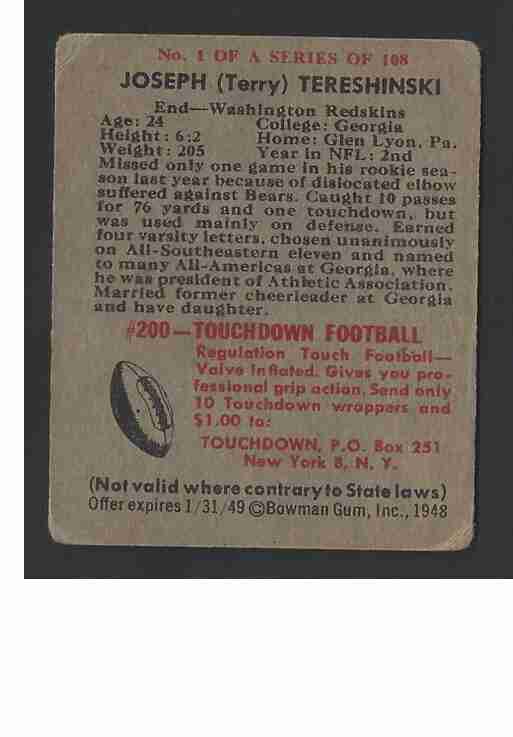 No. 1 OF A SERIES OF 108
JOSEPH (Terry) TERESHINSKI
End—Washington Redskins
Age: 24 College: Georgia
Height: 6:2 Home: Glen Lyon, Pa.
Weight: 205 Year in NFL: 2nd
Missed only one game in his rookie sea-
son last year because of dislocated elbow
suffered against Bears. Caught 10 passes
for 76 yards and one touchdown, but
was used mainly on defense. Earned
four varsity letters, chosen unanimously
on All-Southeastern eleven and named
to many All-Americas at Georgia, where
he was president of Athletic Association.
Married former cheerleader at Georgia
and have daughter.
#200—TOUCHDOWN FOOTBALL
Regulation Touch Football—
Valve Inflated. Gives you pro-
fessional grip action. Send only
10 Touchdown wrappers and
$1.00 to:
TOUCHDOWN, P.O. Box 251
New York 8, N. Y.
(Not valid where contrary to State laws)
Offer expires 1/31/49 ©Bowman Gum, Inc., 1948